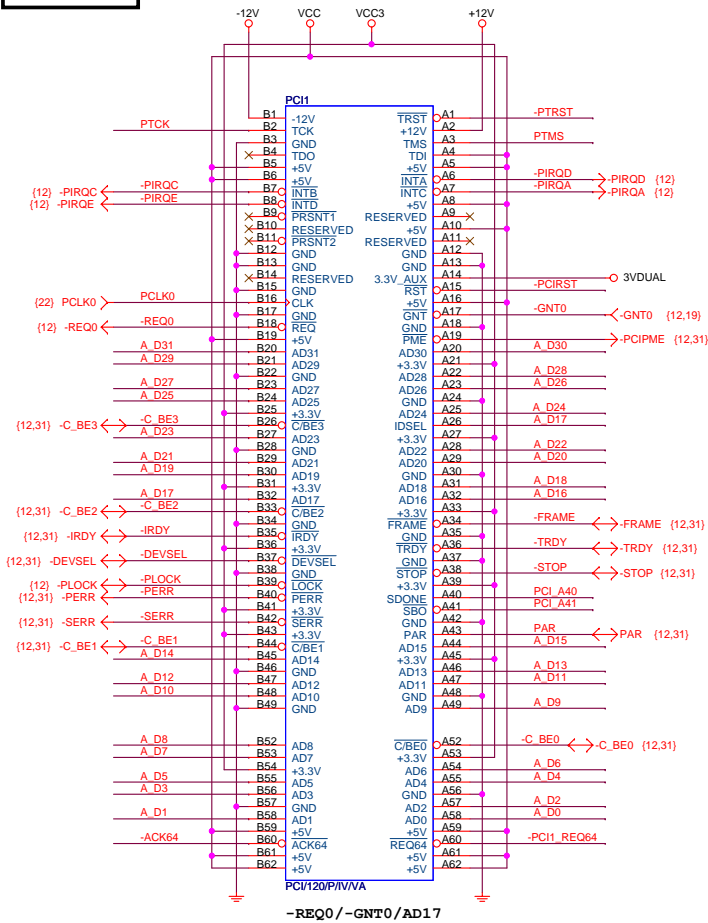 -12V VCC VCC3 +12V
PCI1
B1 -12V TRST A1 -PTRST
PTCK B2 TCK +12V A2
B3 GND TMS A3 PTMS
B4 TDO TDI A4
B5 +5V +5V A5
B6 +5V INTA A6 -PIRQD -PIRQD {12}
{12} -PIRQC -PIRQC B7 INTB INTC A7 -PIRQA -PIRQA {12}
{12} -PIRQE -PIRQE B8 INTD +5V A8
B9 PRSNT1 RESERVED A9
B10 RESERVED +5V A10
B11 PRSNT2 RESERVED A11
B12 GND GND A12
B13 GND GND A13
B14 RESERVED 3.3V_AUX A14 3VDUAL
B15 GND RST A15 -PCIRST
{22} PCLK0 PCLK0 B16 CLK +5V A16
B17 GND GNT A17 -GNT0 -GNT0 {12,19}
{12} -REQ0 -REQ0 B18 REQ GND A18
B19 +5V PME A19 -PCIPME {12,31}
A_D31 B20 AD31 AD30 A20 A_D30
A_D29 B21 AD29 +3.3V A21
B22 GND AD28 A22 A_D28
A_D27 B23 AD27 AD26 A23 A_D26
A_D25 B24 AD25 GND A24
B25 +3.3V AD24 A25 A_D24
{12,31} -C_BE3 -C_BE3 B26 C/BE3 IDSEL A26 A_D17
A_D23 B27 AD23 +3.3V A27
B28 GND AD22 A28 A_D22
A_D21 B29 AD21 AD20 A29 A_D20
A_D19 B30 AD19 GND A30
B31 +3.3V AD18 A31 A_D18
A_D17 B32 AD17 AD16 A32 A_D16
{12,31} -C_BE2 -C_BE2 B33 C/BE2 +3.3V A33
B34 GND FRAME A34 -FRAME -FRAME {12,31}
{12,31} -IRDY -IRDY B35 IRDY GND A35
B36 +3.3V TRDY A36 -TRDY -TRDY {12,31}
{12,31} -DEVSEL -DEVSEL B37 DEVSEL GND A37
B38 GND STOP A38 -STOP -STOP {12,31}
{12} -PLOCK -PLOCK B39 LOCK +3.3V A39
{12,31} -PERR -PERR B40 PERR SDONE A40 PCI_A40
B41 +3.3V SBO A41 PCI_A41
{12,31} -SERR -SERR B42 SERR GND A42
B43 +3.3V PAR A43 PAR PAR {12,31}
{12,31} -C_BE1 -C_BE1 B44 C/BE1 AD15 A44 A_D15
A_D14 B45 AD14 +3.3V A45
B46 GND AD13 A46 A_D13
A_D12 B47 AD12 AD11 A47 A_D11
A_D10 B48 AD10 GND A48
B49 GND AD9 A49 A_D9
A_D8 B52 AD8 C/BE0 A52 -C_BE0 -C_BE0 {12,31}
A_D7 B53 AD7 +3.3V A53
B54 +3.3V AD6 A54 A_D6
A_D5 B55 AD5 AD4 A55 A_D4
A_D3 B56 AD3 GND A56
B57 GND AD2 A57 A_D2
A_D1 B58 AD1 AD0 A58 A_D0
B59 +5V +5V A59
-ACK64 B60 ACK64 REQ64 A60 -PCI1_REQ64
B61 +5V +5V A61
B62 +5V +5V A62
PCI/120/P/IV/VA
-REQ0/-GNT0/AD17